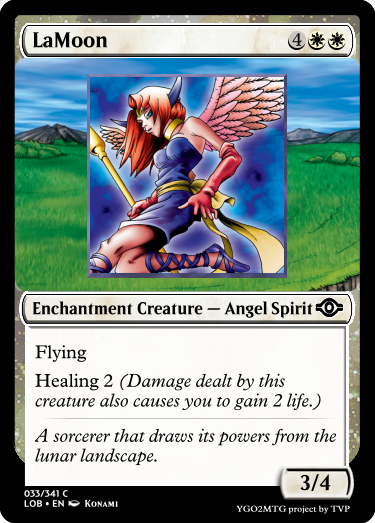 LaMoon 4
Enchantment Creature — Angel Spirit
Flying
Healing 2 (Damage dealt by this
creature also causes you to gain 2 life.)
A sorcerer that draws its powers from the
lunar landscape.
3/4
033/341 C
LOB • EN Konami
YGO2MTG project by TVP